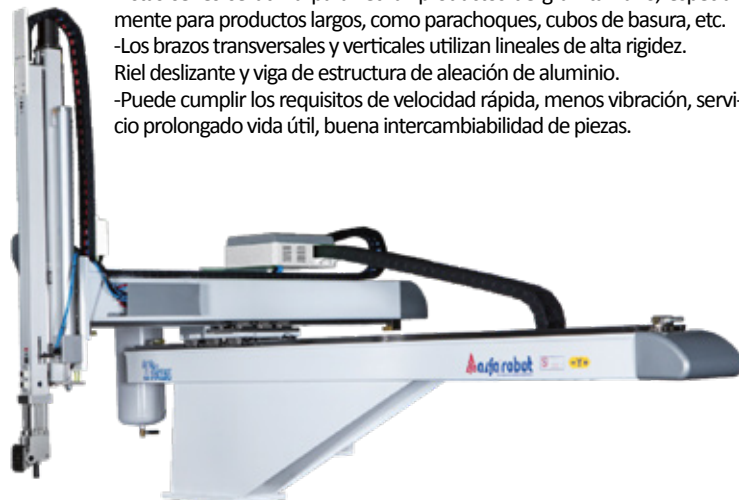 mente para productos largos, como parachoques, cubos de basura, etc.
-Los brazos transversales y verticales utilizan lineales de alta rigidez.
Riel deslizante y viga de estructura de aleación de aluminio.
-Puede cumplir los requisitos de velocidad rápida, menos vibración, servi-
cio prolongado vida útil, buena intercambiabilidad de piezas.
alfa robot